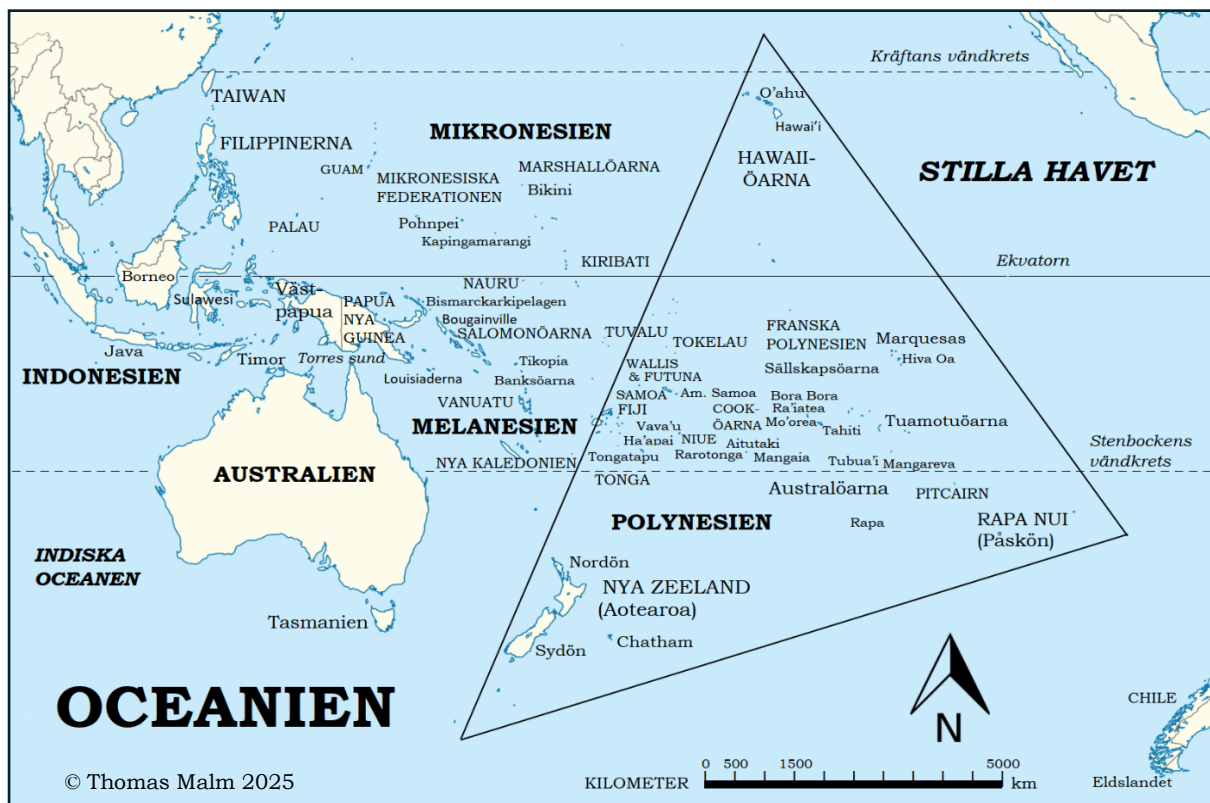 Kräftans vändkrets
TAIWAN
O'ahu
Hawai'i
FILIPPINERNA
MIKRONESIEN
GUAM
MARSHALLÖARNA
HAWAII-
ÖARNA
STILLA HAVET
MIKRONESISKA
FEDERATIONEN
Bikini
PALAU
Pohnpei
Kapingamarangi
KIRIBATI
Ekvatorn
Borneo
Sulawesi
Väst-
papua
PAPUA
NYA
GUINEA
NAURU
Bismarckarkipelagen
Bougainville
SALOMONÖARNA
TUVALU
TOKELAU
FRANSKA
POLYNESIEN
Marquesas
Hiva Oa
Java
Timor
Torres sund
INDONESIEN
Louisiaderna
Tikopia
Banksöarna
WALLIS
& FUTUNA
Sällskapsöarna
VANUATU
SAMOA
Am. Samoa
Bora Bora
FIJI
COOK-
ÖARNA
Ra'iatea
Mo'orea
Tahiti
Tuamotuöarna
MELANESIEN
Vava'u
Ha'apai
NIUE
Aitutaki
Tongatapu
Rarotonga
Mangaia
Tubua'i
Mangareva
Stenbockens
vändkrets
AUSTRALIEN
NYA KALEDONIEN
TONGA
Australöarna
PITCAIRN
POLYNESIEN
Rapa
RAPA NUI
(Påskön)
INDISKA
OCEANEN
Nordön
NYA ZEELAND
(Aotearoa)
Tasmanien
Sydön
Chatham
OCEANIEN
N
CHILE
© Thomas Malm 2025
KILOMETER
0 500 1500 5000
km
Eldslandet